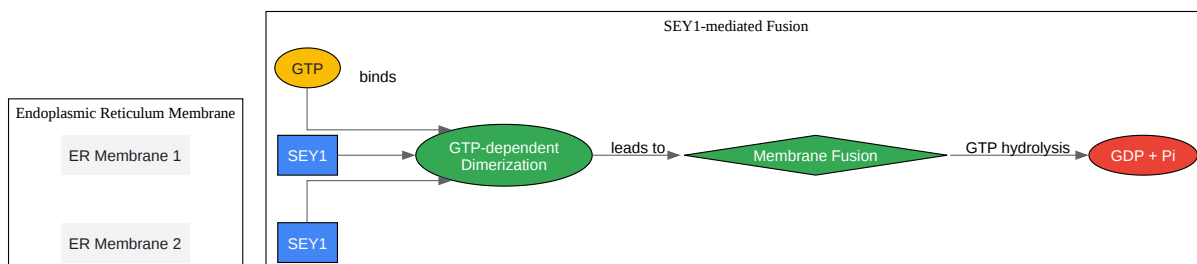 SEY1-mediated Fusion
GTP
binds
Endoplasmic Reticulum Membrane
ER Membrane 1
SEY1
GTP-dependent
Dimerization
leads to
Membrane Fusion
GTP hydrolysis
GDP + Pi
ER Membrane 2
SEY1